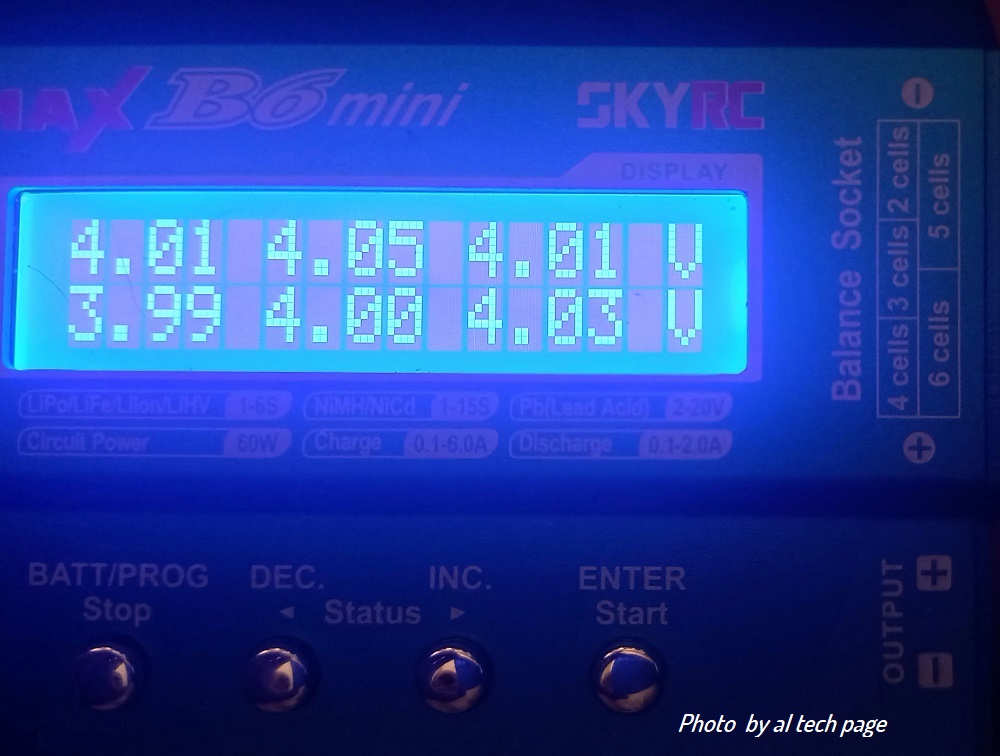 MAX B6 mini SKYRC
DISPLAY
4.01 4.05 4.01 V
3.99 4.00 4.03 V
LiPo/LiFe/LiIon/LiHV 1-6S NiMH/NiCd 1-15S Pb(Lead Acid) 2-20V
Circuit Power 60W Charge 0.1-6.0A Discharge 0.1-2.0A
Balance Socket
4 cells 3 cells 2 cells
6 cells 5 cells
BATT/PROG DEC. INC. ENTER
Stop ◄ Status ► Start
OUTPUT
Photo by al tech page